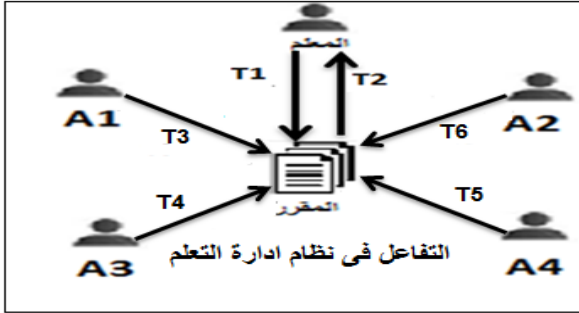 المعلم
T1
T2
A1
A2
T3
T6
المقرر
T4
T5
A3
A4
التفاعل فى نظام ادارة التعلم